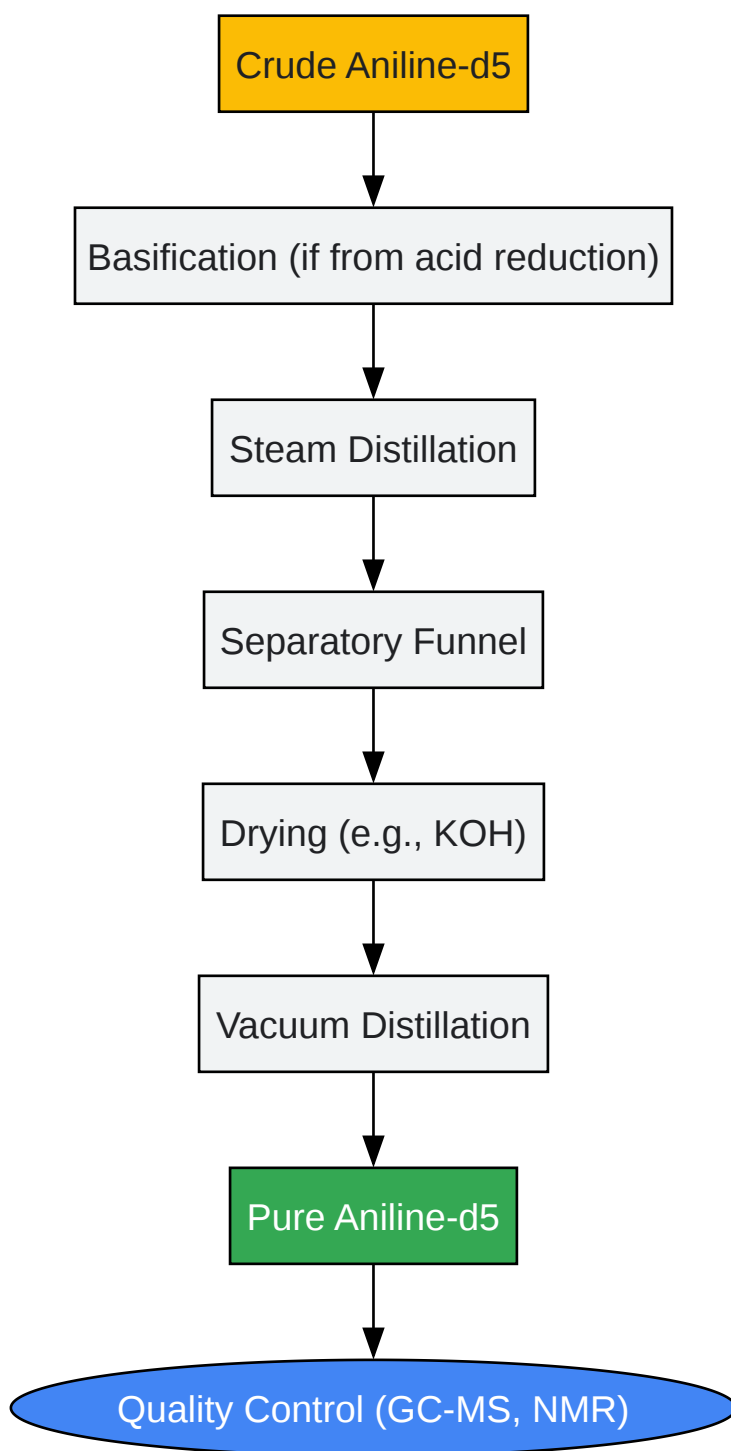 Crude Aniline-d5
Basification (if from acid reduction)
Steam Distillation
Separatory Funnel
Drying (e.g., KOH)
Vacuum Distillation
Pure Aniline-d5
Quality Control (GC-MS, NMR)